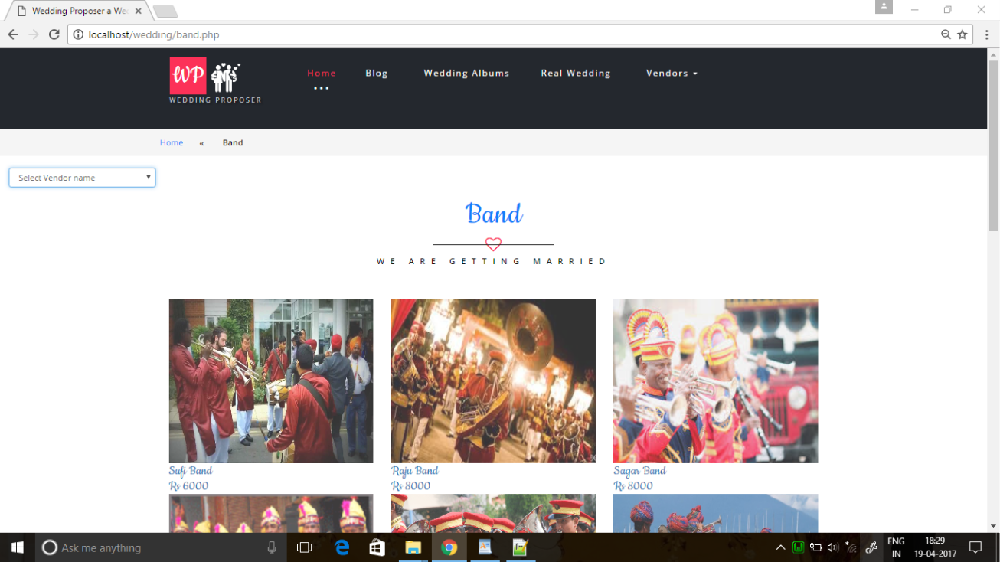 Wedding Proposer a We
localhost/wedding/band.php
WP
WEDDING PROPOSER
Home Blog Wedding Albums Real Wedding Vendors
Home « Band
Select Vendor name
Band
WE ARE GETTING MARRIED
Sufi Band Raju Band Sagar Band
Rs 6000 Rs 8000 Rs 8000
Ask me anything
ENG 18:29
IN 19-04-2017